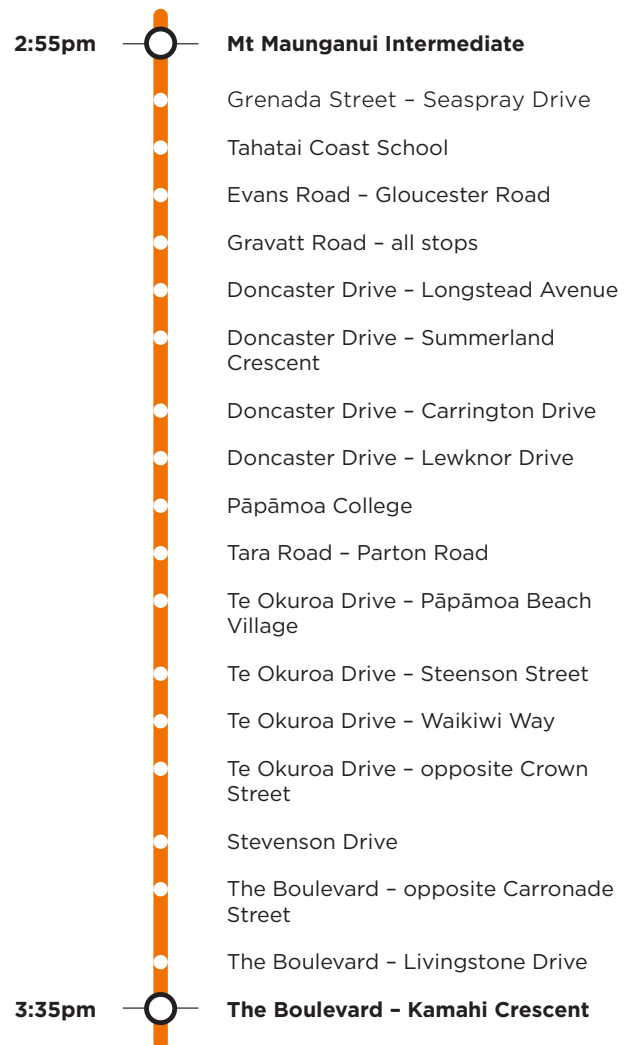 2:55pm Mt Maunganui Intermediate
Grenada Street – Seaspray Drive
Tahatai Coast School
Evans Road – Gloucester Road
Gravatt Road – all stops
Doncaster Drive – Longstead Avenue
Doncaster Drive – Summerland
Crescent
Doncaster Drive – Carrington Drive
Doncaster Drive – Lewknor Drive
Pāpāmoa College
Tara Road – Parton Road
Te Okuroa Drive – Pāpāmoa Beach
Village
Te Okuroa Drive – Steenson Street
Te Okuroa Drive – Waikiwi Way
Te Okuroa Drive – opposite Crown
Street
Stevenson Drive
The Boulevard – opposite Carronade
Street
The Boulevard – Livingstone Drive
3:35pm The Boulevard – Kamahi Crescent